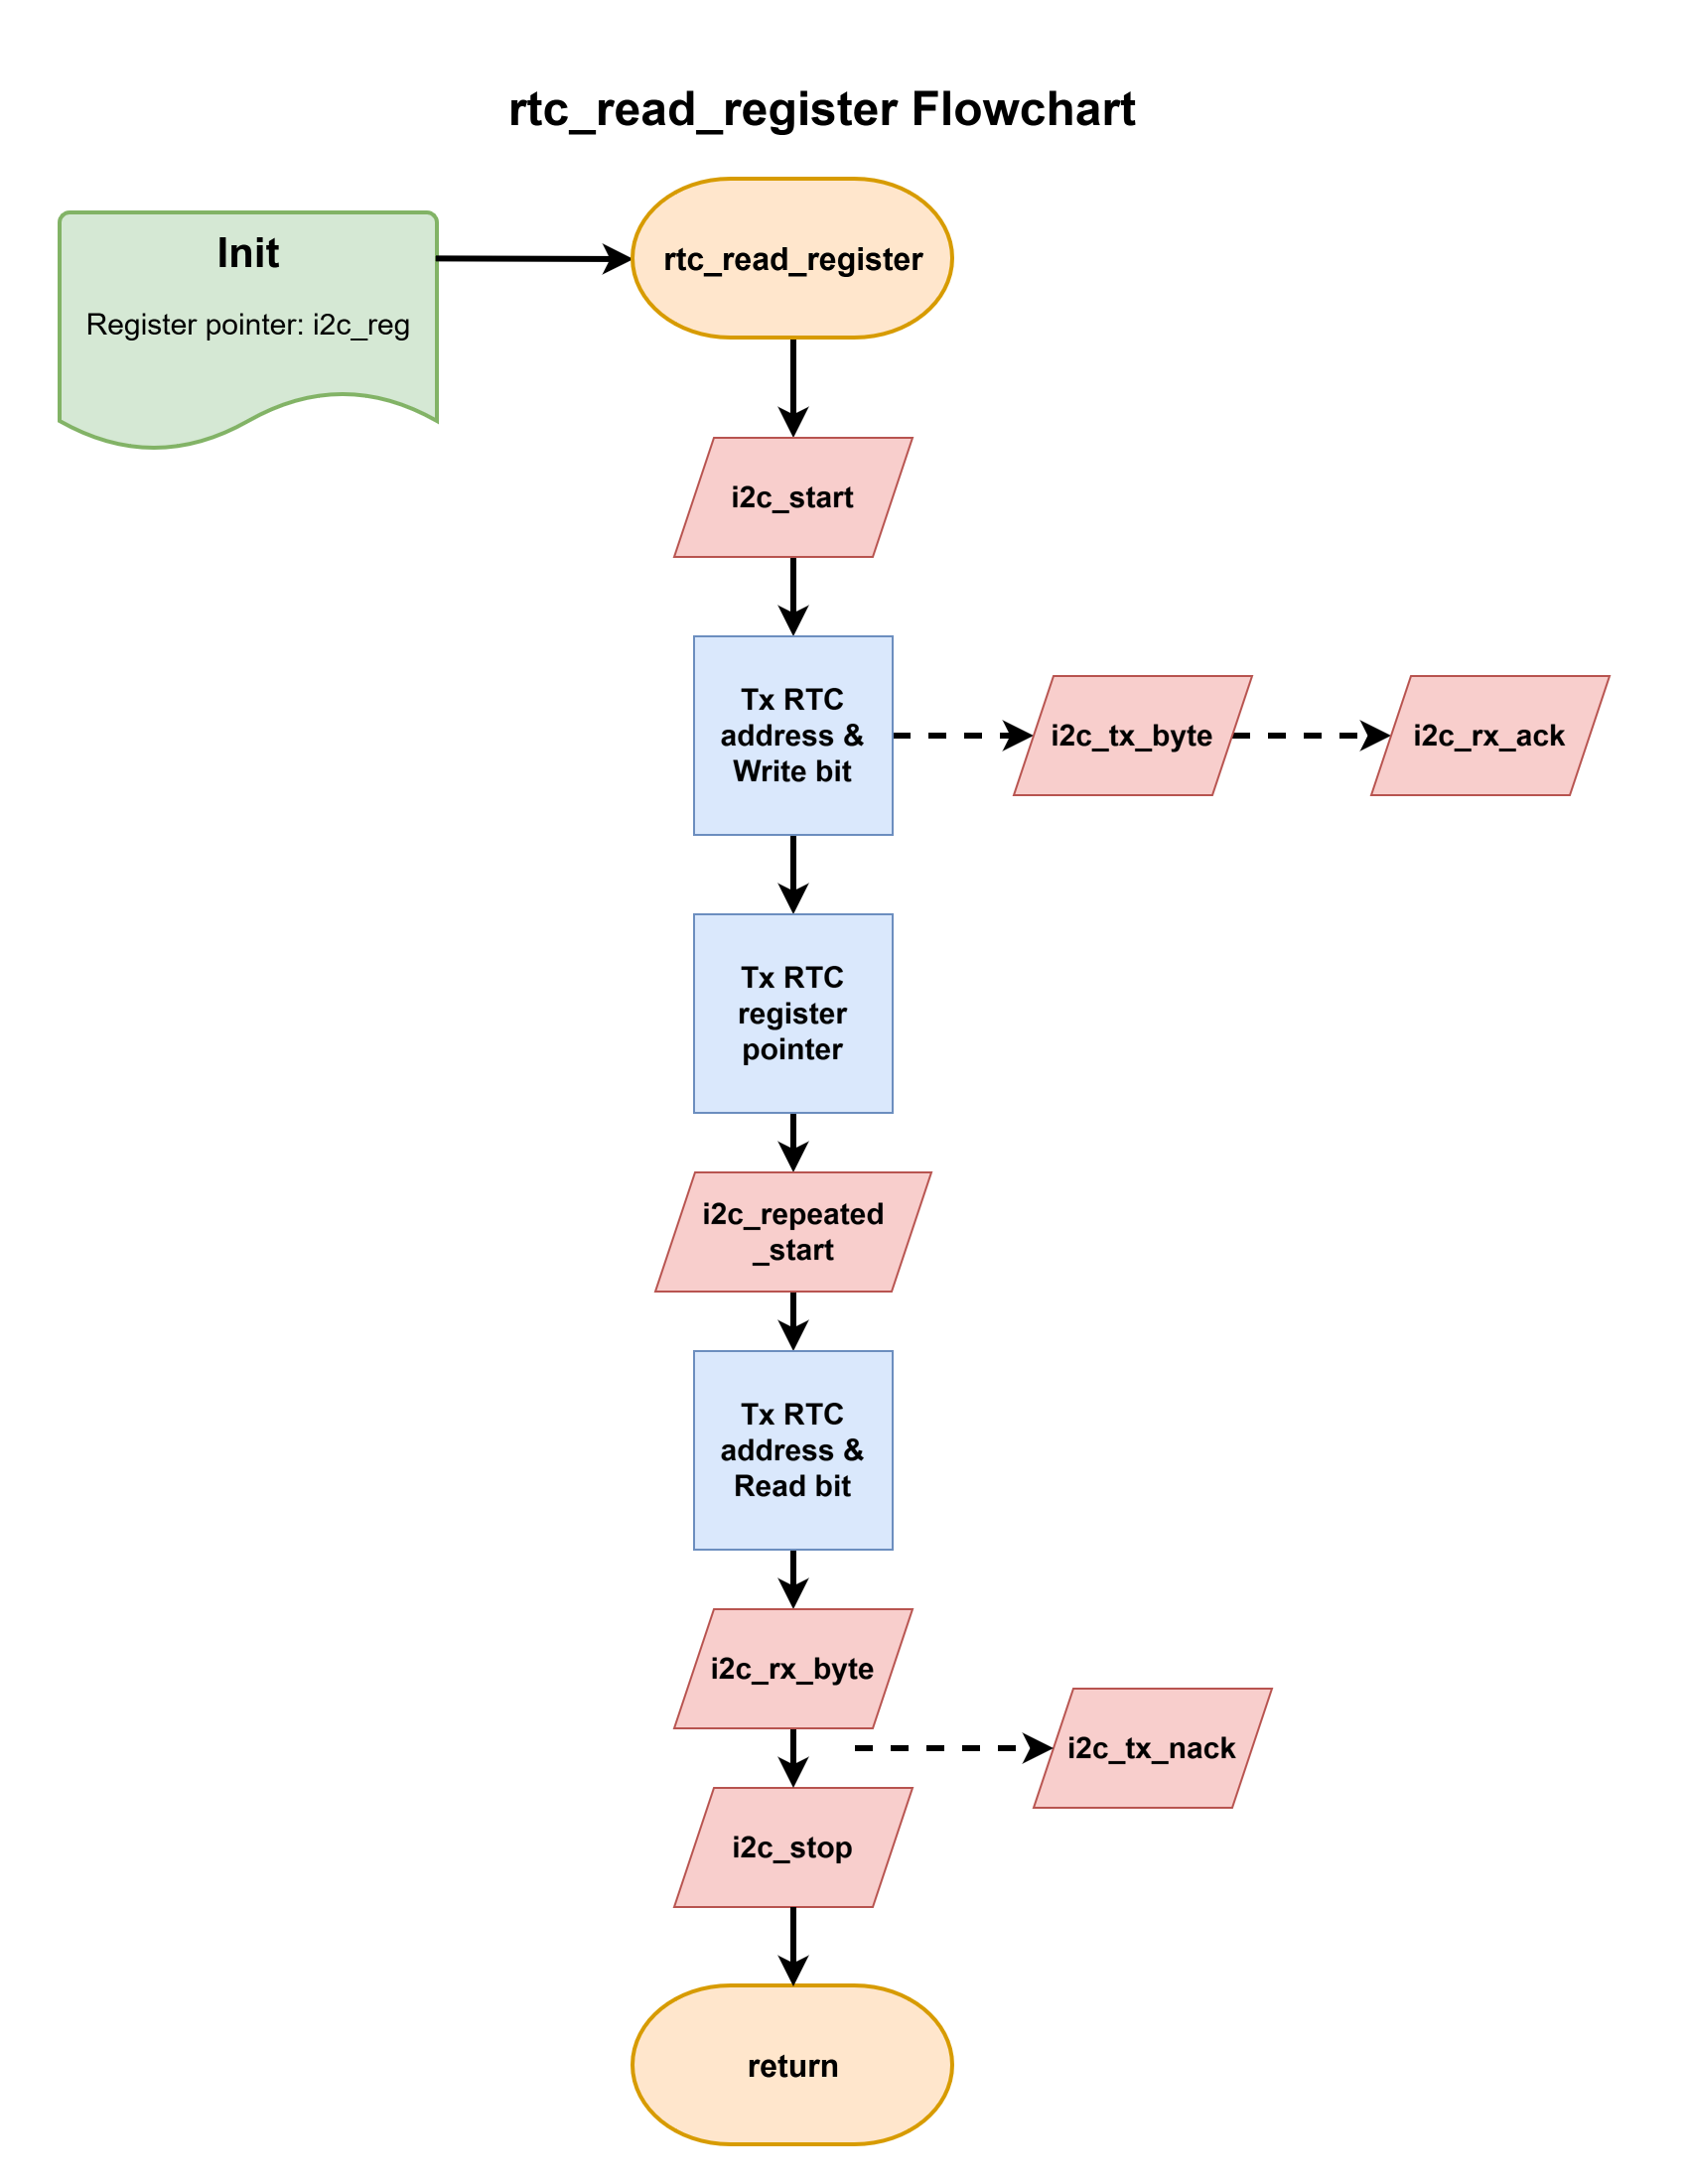 rtc_read_register Flowchart
Init
Register pointer: i2c_reg
rtc_read_register
i2c_start
Tx RTC
address &
Write bit
i2c_tx_byte
i2c_rx_ack
Tx RTC
register
pointer
i2c_repeated
_start
Tx RTC
address &
Read bit
i2c_rx_byte
i2c_tx_nack
i2c_stop
return